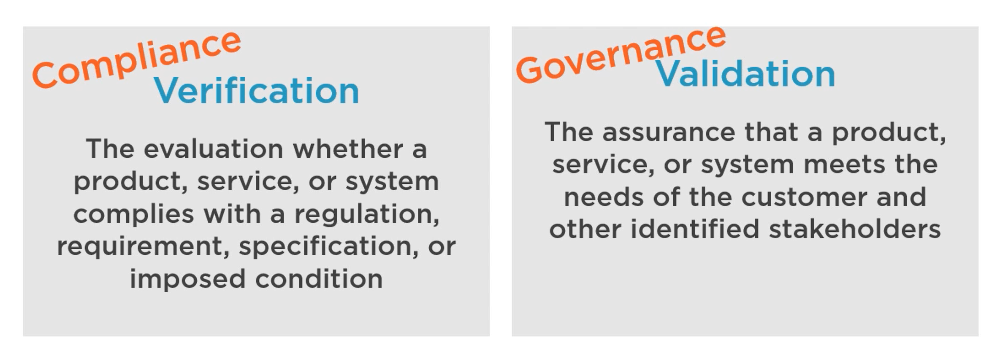 Compliance
Verification
The evaluation whether a
product, service, or system
complies with a regulation,
requirement, specification, or
imposed condition
Governance
Validation
The assurance that a product,
service, or system meets the
needs of the customer and
other identified stakeholders